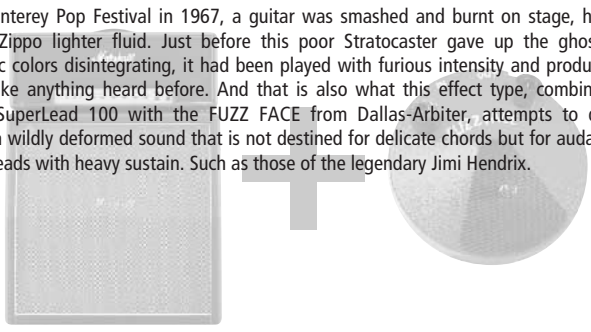 nterey Pop Festival in 1967, a guitar was smashed and burnt on stage, h
Zippo lighter fluid. Just before this poor Stratocaster gave up the ghos
c colors disintegrating, it had been played with furious intensity and produ
ike anything heard before. And that is also what this effect type, combin
SuperLead 100 with the FUZZ FACE from Dallas-Arbiter, attempts to
wildly deformed sound that is not destined for delicate chords but for auda
eads with heavy sustain. Such as those of the legendary Jimi Hendrix.
Marshall